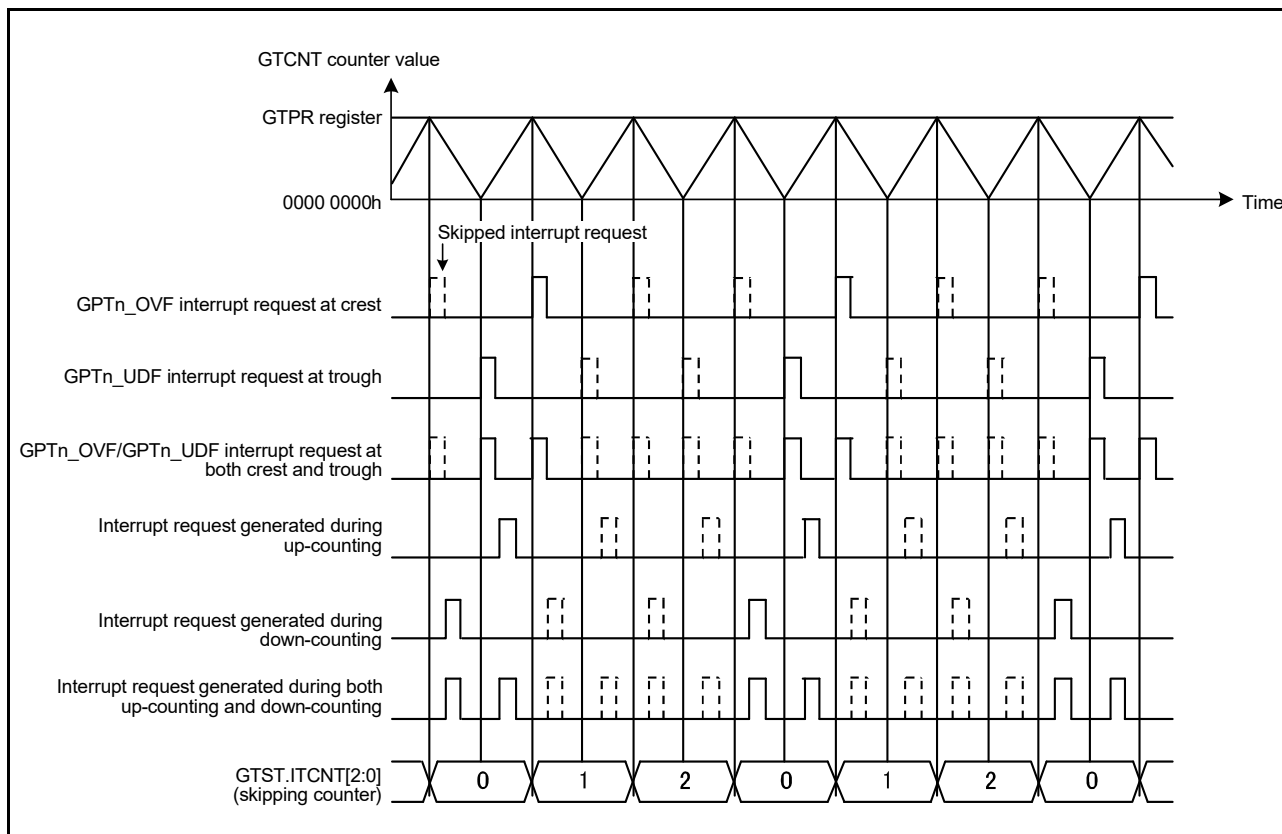 GTCNT counter value
GTPR register
0000 0000h
Time
Skipped interrupt request
GPTn_OVF interrupt request at crest
GPTn_UDF interrupt request at trough
GPTn_OVF/GPTn_UDF interrupt request at
both crest and trough
Interrupt request generated during
up-counting
Interrupt request generated during
down-counting
Interrupt request generated during both
up-counting and down-counting
GTST.ITCNT[2:0]
(skipping counter)
0 1 2 0 1 2 0